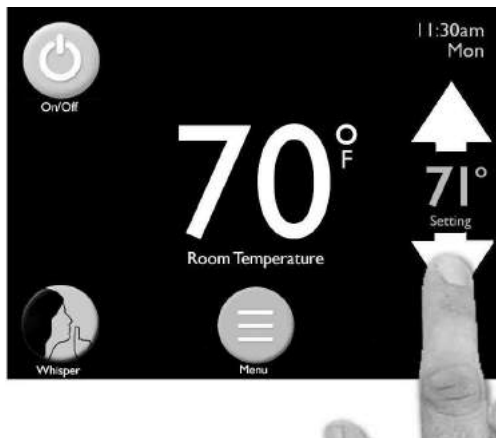 11:30am
Mon
On/Off
70°
F
Room Temperature
71°
Setting
Whisper
Menu